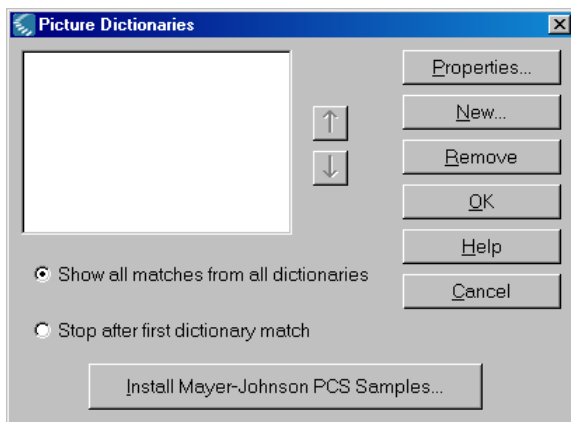 Picture Dictionaries
Properties...
New...
Remove
OK
Help
Cancel
Show all matches from all dictionaries
Stop after first dictionary match
Install Mayer-Johnson PCS Samples...